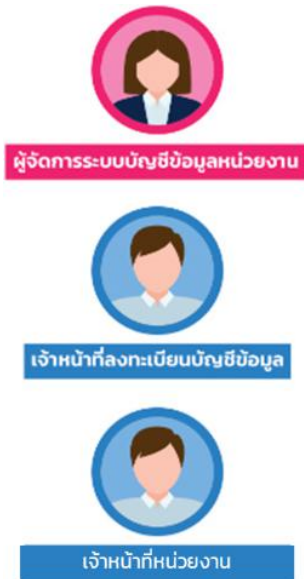 ผู้จัดการระบบบัญชีข้อมูลหน่วยงาน
เจ้าหน้าที่ลงทะเบียนบัญชีข้อมูล
เจ้าหน้าที่หน่วยงาน